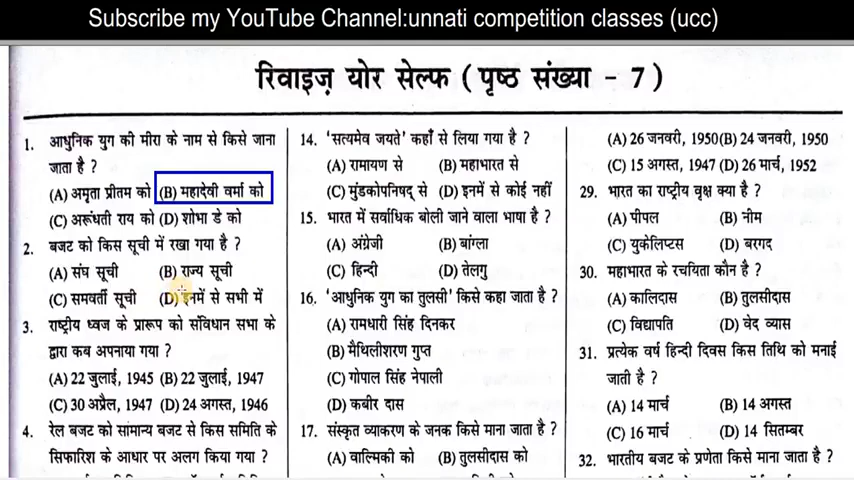 Subscribe my YouTube Channel:unnati competition classes (ucc)
रिवाइज़ योर सेल्फ (पृष्ठ संख्या - 7)
1. आधुनिक युग की मीरा के नाम से किसे जाना
जाता है ?
(A) अमृता प्रीतम को (B) महादेवी वर्मा को
(C) अरूंधती राय को (D) शोभा डे को
2. बजट को किस सूची में रखा गया है ?
(A) संघ सूची (B) राज्य सूची
(C) समवर्ती सूची (D) इनमें से सभी में
3. राष्ट्रीय ध्वज के प्रारूप को संविधान सभा के
द्वारा कब अपनाया गया ?
(A) 22 जुलाई, 1945 (B) 22 जुलाई, 1947
(C) 30 अप्रैल, 1947 (D) 24 अगस्त, 1946
4. रेल बजट को सामान्य बजट से किस समिति के
सिफारिश के आधार पर अलग किया गया ?
14. 'सत्यमेव जयते' कहाँ से लिया गया है ?
(A) रामायण से (B) महाभारत से
(C) मुंडकोपनिषद् से (D) इनमें से कोई नहीं
15. भारत में सर्वाधिक बोली जाने वाला भाषा है ?
(A) अंग्रेजी (B) बांग्ला
(C) हिन्दी (D) तेलगु
16. 'आधुनिक युग का तुलसी' किसे कहा जाता है ?
(A) रामधारी सिंह दिनकर
(B) मैथिलीशरण गुप्त
(C) गोपाल सिंह नेपाली
(D) कबीर दास
17. संस्कृत व्याकरण के जनक किसे माना जाता है ?
(A) वाल्मिकी को (B) तुलसीदास को
(A) 26 जनवरी, 1950 (B) 24 जनवरी, 1950
(C) 15 अगस्त, 1947 (D) 26 मार्च, 1952
29. भारत का राष्ट्रीय वृक्ष क्या है ?
(A) पीपल (B) नीम
(C) युकेलिप्टस (D) बरगद
30. महाभारत के रचयिता कौन है ?
(A) कालिदास (B) तुलसीदास
(C) विद्यापति (D) वेद व्यास
31. प्रत्येक वर्ष हिन्दी दिवस किस तिथि को मनाई
जाती है ?
(A) 14 मार्च (B) 14 अगस्त
(C) 16 मार्च (D) 14 सितम्बर
32. भारतीय बजट के प्रणेता किसे माना जाता है ?